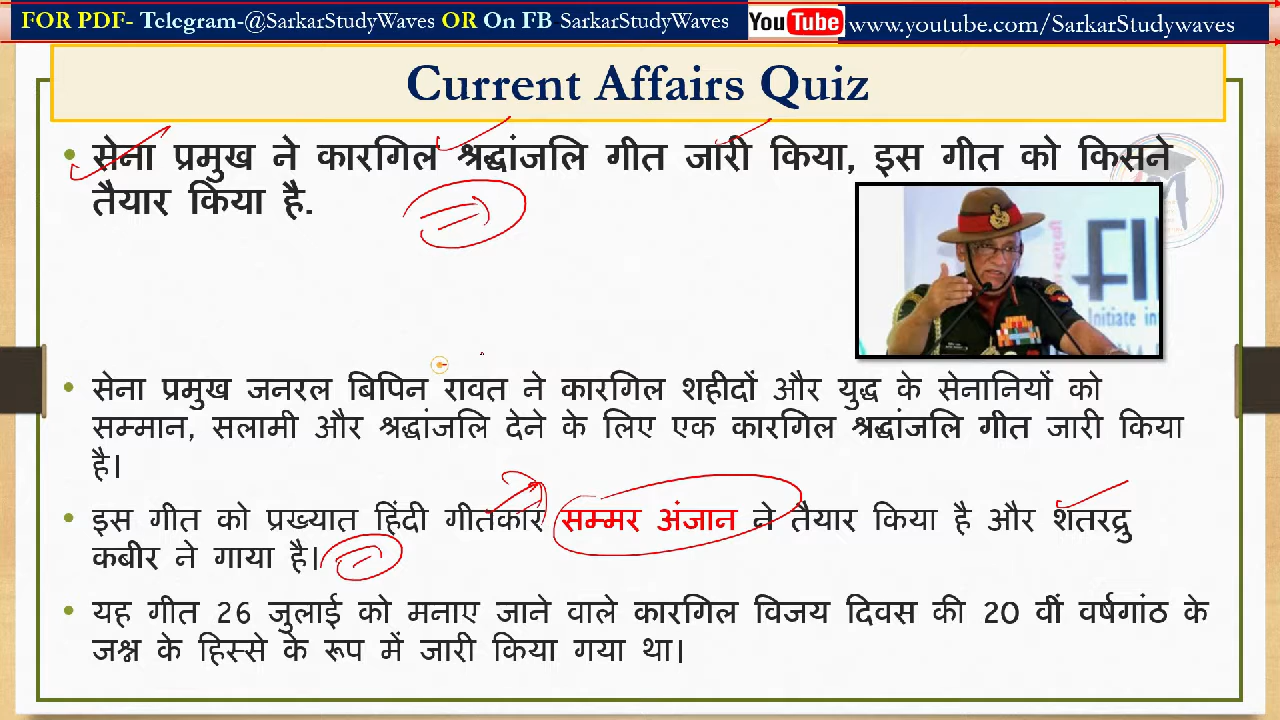 FOR PDF- Telegram-@SarkarStudyWaves OR On FB-SarkarStudyWaves
YouTube
www.youtube.com/SarkarStudywaves
Current Affairs Quiz
सेना प्रमुख ने कारगिल श्रद्धांजलि गीत जारी किया, इस गीत को किसने
तैयार किया है.
Initiate in
सेना प्रमुख जनरल बिपिन रावत ने कारगिल शहीदों और युद्ध के सेनानियों को
सम्मान, सलामी और श्रद्धांजलि देने के लिए एक कारगिल श्रद्धांजलि गीत जारी किया
है।
इस गीत को प्रख्यात हिंदी गीतकार सम्मर अंजान ने तैयार किया है और शतरद्रु
कबीर ने गाया है।
यह गीत 26 जुलाई को मनाए जाने वाले कारगिल विजय दिवस की 20 वीं वर्षगांठ के
जश्न के हिस्से के रूप में जारी किया गया था।